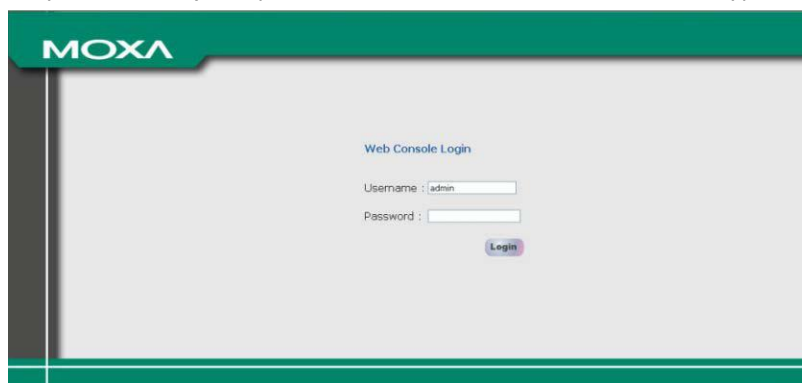 MOXA
Web Console Login
Username : admin
Password :
Login